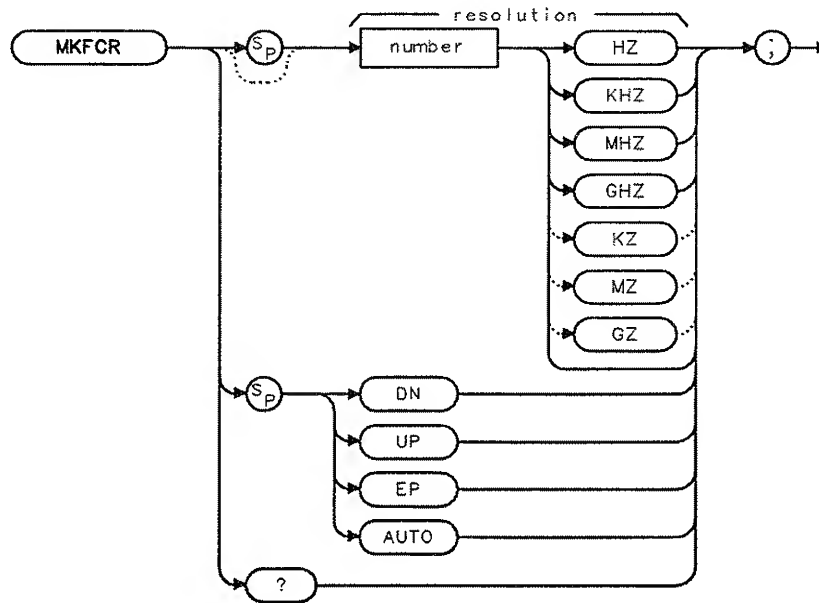 resolution
MKFCR
SP
number
HZ
;
KHZ
MHZ
GHZ
KZ
MZ
GZ
SP
DN
UP
EP
AUTO
?